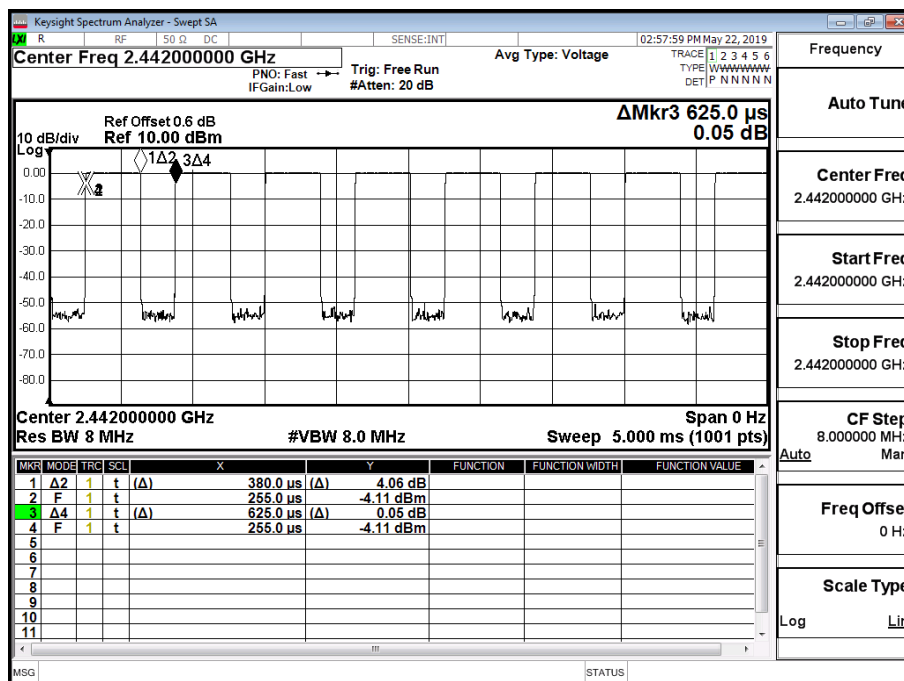 Keysight Spectrum Analyzer - Swept SA
LXI R RF 50 Ω DC SENSE:INT 02:57:59 PM May 22, 2019
Center Freq 2.442000000 GHz
Avg Type: Voltage
TRACE 1 2 3 4 5 6
PNO: Fast Trig: Free Run
TYPE WWWWWW
IFGain:Low #Atten: 20 dB
DET P N N N N N
Frequency
ΔMkr3 625.0 µs
0.05 dB
Ref Offset 0.6 dB
10 dB/div Ref 10.00 dBm
Log
1Δ2 3Δ4
0.00
-10.0
-20.0
-30.0
-40.0
-50.0
-60.0
-70.0
-80.0
Center 2.442000000 GHz Span 0 Hz
Res BW 8 MHz #VBW 8.0 MHz Sweep 5.000 ms (1001 pts)
MKR MODE TRC SCL X Y FUNCTION FUNCTION WIDTH FUNCTION VALUE
1 Δ2 1 t (Δ) 380.0 µs (Δ) 4.06 dB
2 F 1 t 255.0 µs -4.11 dBm
3 Δ4 1 t (Δ) 625.0 µs (Δ) 0.05 dB
4 F 1 t 255.0 µs -4.11 dBm
5
6
7
8
9
10
11
MSG STATUS
Auto Tune
Center Freq
2.442000000 GHz
Start Freq
2.442000000 GHz
Stop Freq
2.442000000 GHz
CF Step
8.000000 MHz
Auto Man
Freq Offset
0 Hz
Scale Type
Log Lin